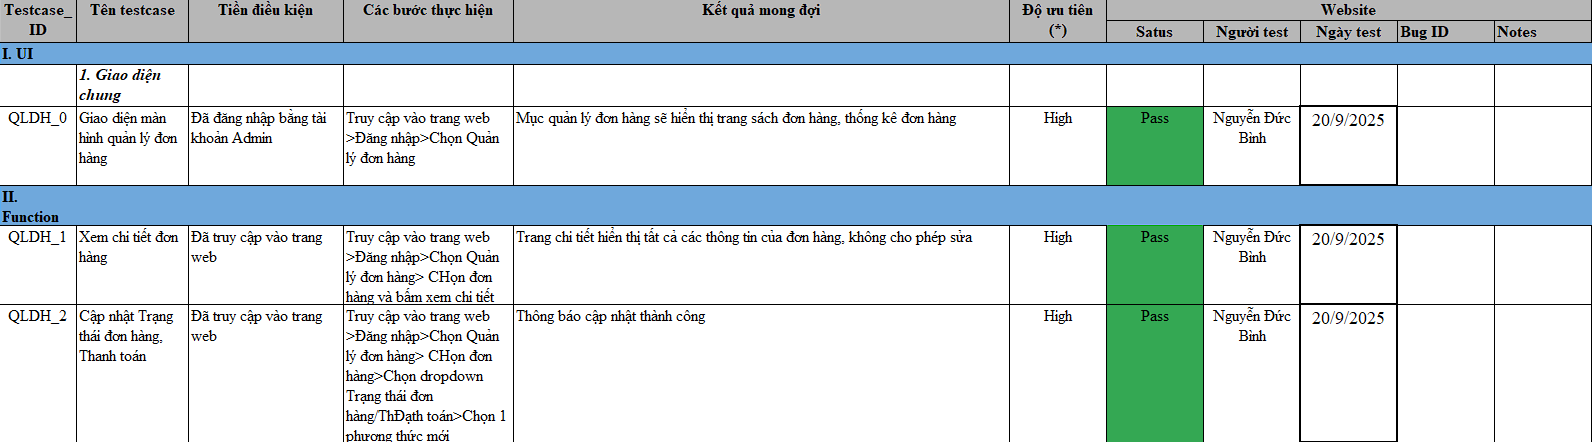 Testcase_ID Tên testcase Tiền điều kiện Các bước thực hiện Kết quả mong đợi Độ ưu tiên (*) Website
Satus Người test Ngày test Bug ID Notes
I. UI
1. Giao diện
chung
QLDH_0 Giao diện màn
hình quản lý đơn
hàng
Đã đăng nhập bằng tài
khoản Admin
Truy cập vào trang web
>Đăng nhập>Chọn Quản
lý đơn hàng
Mục quản lý đơn hàng sẽ hiển thị trang sách đơn hàng, thống kê đơn hàng
High
Pass
Nguyễn Đức
Bình
20/9/2025
II.
Function
QLDH_1 Xem chi tiết đơn
hàng
Đã truy cập vào trang
web
Truy cập vào trang web
>Đăng nhập>Chọn Quản
lý đơn hàng> CHọn đơn
hàng và bấm xem chi tiết
Trang chi tiết hiển thị tất cả các thông tin của đơn hàng, không cho phép sửa
High
Pass
Nguyễn Đức
Bình
20/9/2025
QLDH_2 Cập nhật Trạng
thái đơn hàng,
Thanh toán
Đã truy cập vào trang
web
Truy cập vào trang web
>Đăng nhập>Chọn Quản
lý đơn hàng> CHọn đơn
hàng>Chọn dropdown
Trạng thái đơn
hàng/ThĐạth toán>Chọn 1
phương thức mới
Thông báo cập nhật thành công
High
Pass
Nguyễn Đức
Bình
20/9/2025